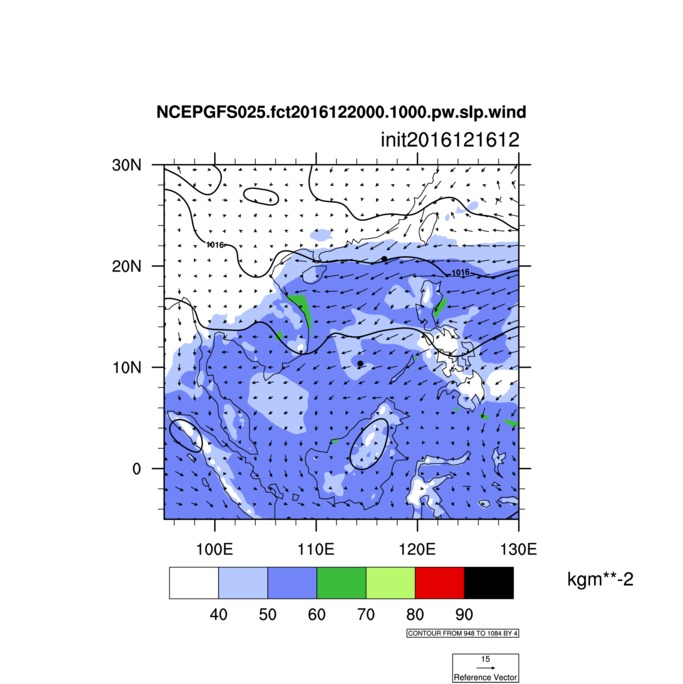 NCEPGFS025.fct2016122000.1000.pw.slp.wind
init2016121612
30N
1016
20N
1016
10N
0
100E 110E 120E 130E
kgm**-2
40 50 60 70 80 90
CONTOUR FROM 948 TO 1084 BY 4
15
Reference Vector